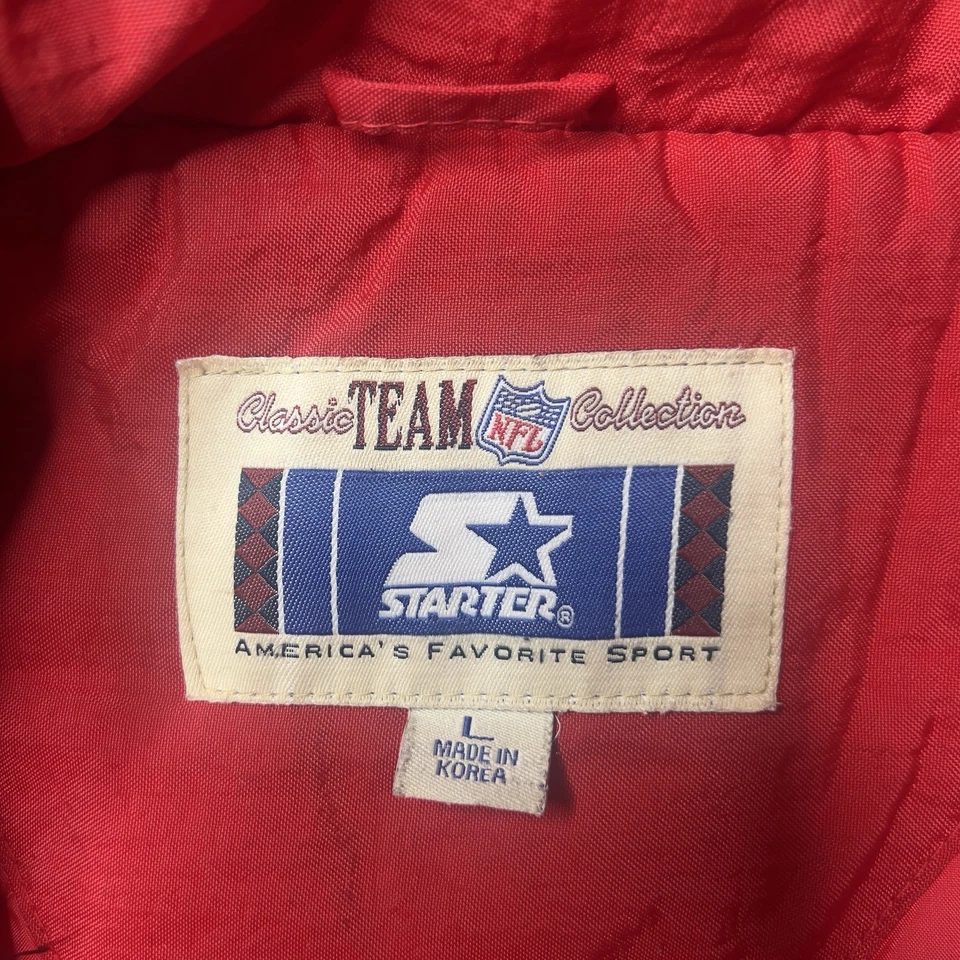 Classic TEAM NFL Collection
STARTER®
AMERICA'S FAVORITE SPORT
L
MADE IN
KOREA